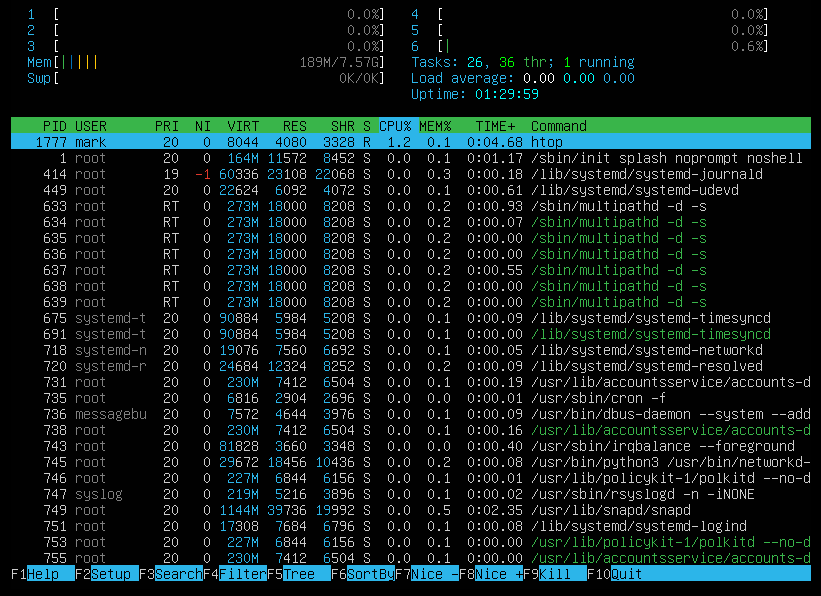 1 [ 0.0%] 4 [ 0.0%]
2 [ 0.0%] 5 [ 0.0%]
3 [ 0.0%] 6 [| 0.6%]
Mem[||||| 189M/7.57G] Tasks: 26, 36 thr; 1 running
Swp[ 0K/0K] Load average: 0.00 0.00 0.00
Uptime: 01:29:59
PID USER PRI NI VIRT RES SHR S CPU% MEM% TIME+ Command
1777 mark 20 0 8044 4080 3328 R 1.2 0.1 0:04.68 htop
1 root 20 0 164M 11572 8452 S 0.0 0.1 0:01.17 /sbin/init splash noprompt noshell
414 root 19 -1 60336 23108 22068 S 0.0 0.3 0:00.18 /lib/systemd/systemd-journald
449 root 20 0 22624 6092 4072 S 0.0 0.1 0:00.61 /lib/systemd/systemd-udevd
633 root RT 0 273M 18000 8208 S 0.0 0.2 0:00.93 /sbin/multipathd -d -s
634 root RT 0 273M 18000 8208 S 0.0 0.2 0:00.07 /sbin/multipathd -d -s
635 root RT 0 273M 18000 8208 S 0.0 0.2 0:00.00 /sbin/multipathd -d -s
636 root RT 0 273M 18000 8208 S 0.0 0.2 0:00.00 /sbin/multipathd -d -s
637 root RT 0 273M 18000 8208 S 0.0 0.2 0:00.55 /sbin/multipathd -d -s
638 root RT 0 273M 18000 8208 S 0.0 0.2 0:00.00 /sbin/multipathd -d -s
639 root RT 0 273M 18000 8208 S 0.0 0.2 0:00.00 /sbin/multipathd -d -s
675 systemd-t 20 0 90884 5984 5208 S 0.0 0.1 0:00.09 /lib/systemd/systemd-timesyncd
691 systemd-t 20 0 90884 5984 5208 S 0.0 0.1 0:00.00 /lib/systemd/systemd-timesyncd
718 systemd-n 20 0 19076 7560 6692 S 0.0 0.1 0:00.05 /lib/systemd/systemd-networkd
720 systemd-r 20 0 24684 12324 8252 S 0.0 0.2 0:00.09 /lib/systemd/systemd-resolved
731 root 20 0 230M 7412 6504 S 0.0 0.1 0:00.19 /usr/lib/accountsservice/accounts-d
735 root 20 0 6816 2904 2696 S 0.0 0.0 0:00.01 /usr/sbin/cron -f
736 messagebu 20 0 7572 4644 3976 S 0.0 0.1 0:00.09 /usr/bin/dbus-daemon --system --add
738 root 20 0 230M 7412 6504 S 0.0 0.1 0:00.16 /usr/lib/accountsservice/accounts-d
743 root 20 0 81828 3660 3348 S 0.0 0.0 0:00.40 /usr/sbin/irqbalance --foreground
745 root 20 0 29672 18456 10436 S 0.0 0.2 0:00.08 /usr/bin/python3 /usr/bin/networkd-
746 root 20 0 227M 6844 6156 S 0.0 0.1 0:00.01 /usr/lib/policykit-1/polkitd --no-d
747 syslog 20 0 219M 5216 3896 S 0.0 0.1 0:00.02 /usr/sbin/rsyslogd -n -iNONE
749 root 20 0 1144M 39736 19992 S 0.0 0.5 0:02.35 /usr/lib/snapd/snapd
751 root 20 0 17308 7684 6796 S 0.0 0.1 0:00.08 /lib/systemd/systemd-logind
753 root 20 0 227M 6844 6156 S 0.0 0.1 0:00.00 /usr/lib/policykit-1/polkitd --no-d
755 root 20 0 230M 7412 6504 S 0.0 0.1 0:00.00 /usr/lib/accountsservice/accounts-d
F1Help F2Setup F3SearchF4FilterF5Tree F6SortByF7Nice -F8Nice +F9Kill F10Quit